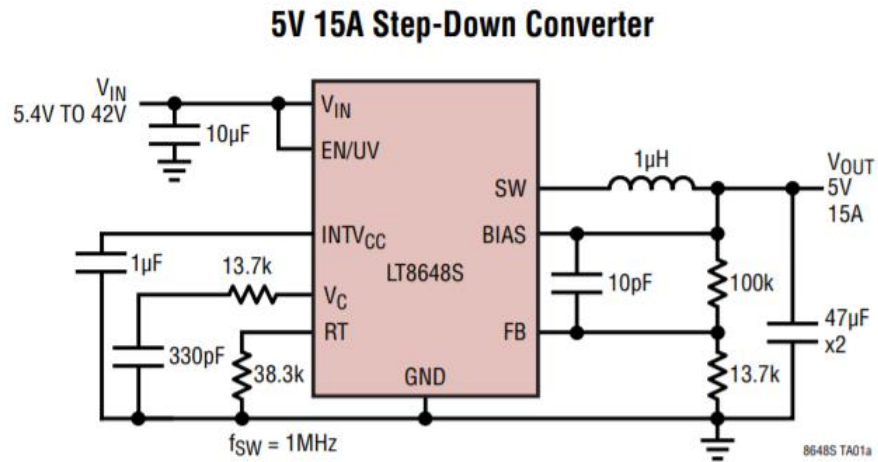 5V 15A Step-Down Converter
VIN
5.4V TO 42V
10µF
VIN
EN/UV
1µH
VOUT
5V
15A
SW
INTVCC
BIAS
1µF
13.7k
LT8648S
10pF
100k
VC
RT
FB
47µF
x2
330pF
38.3k
GND
13.7k
fSW = 1MHz
8648S TA01a